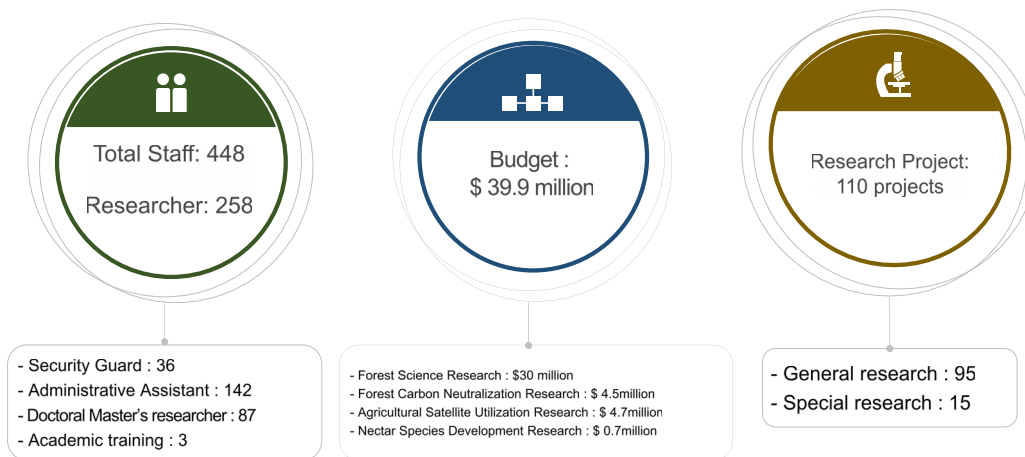 Total Staff: 448
Researcher: 258
- Security Guard : 36
- Administrative Assistant : 142
- Doctoral Master's researcher : 87
- Academic training : 3
Budget :
$ 39.9 million
- Forest Science Research : $30 million
- Forest Carbon Neutralization Research : $ 4.5million
- Agricultural Satellite Utilization Research : $ 4.7million
- Nectar Species Development Research : $ 0.7million
Research Project:
110 projects
- General research : 95
- Special research : 15